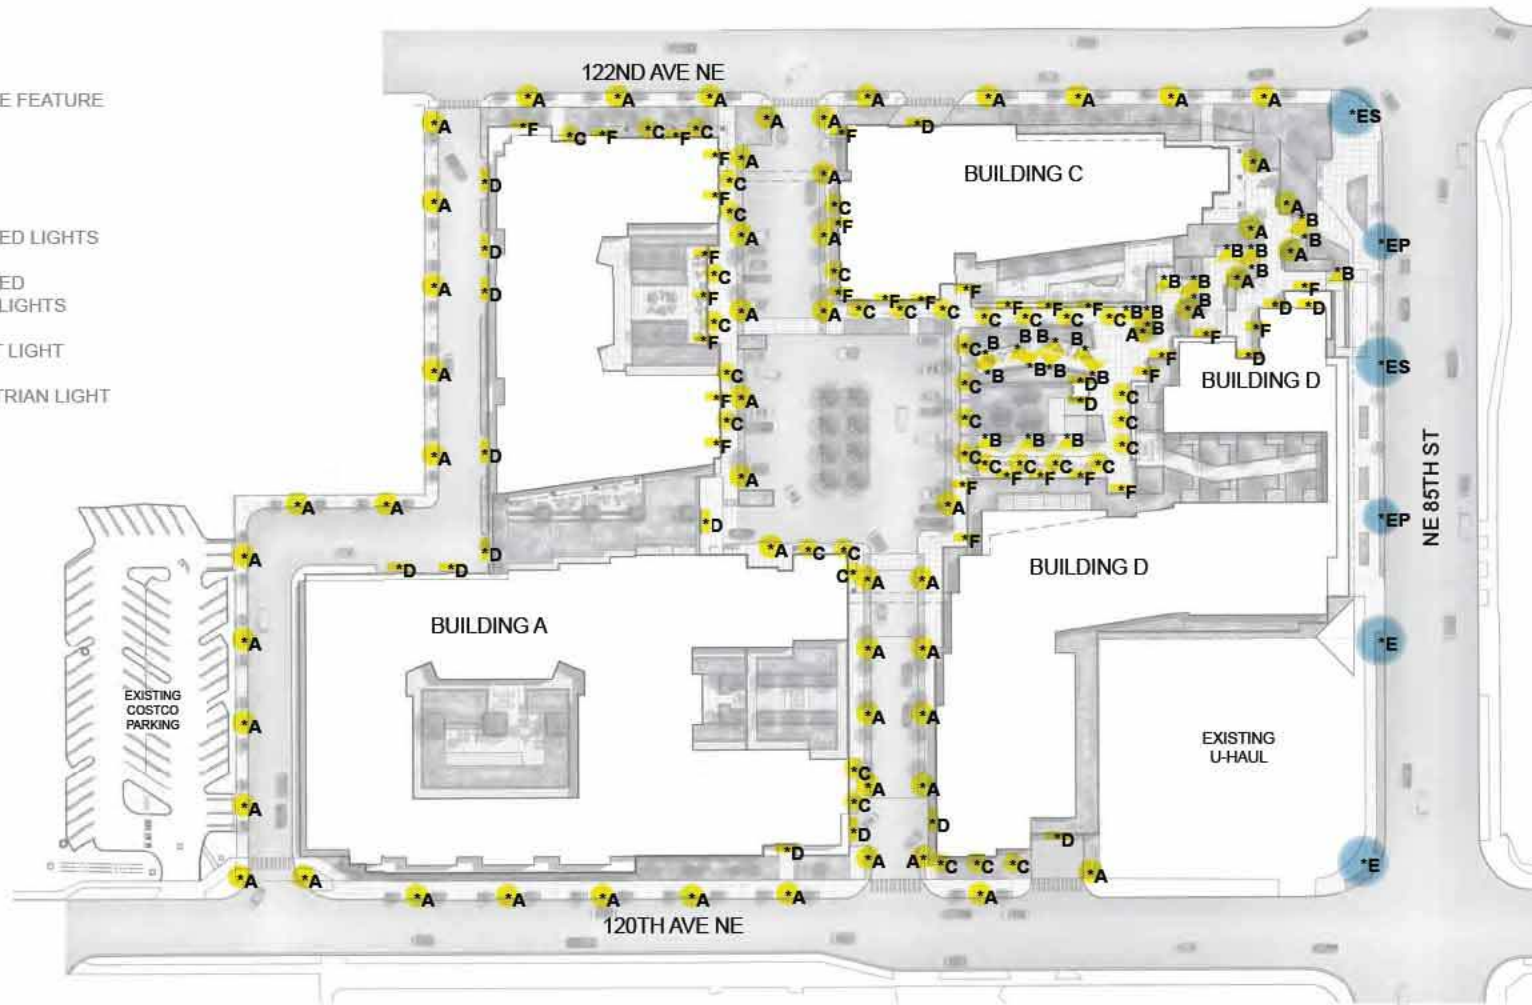 E FEATURE
ED LIGHTS
ED
LIGHTS
T LIGHT
TRIAN LIGHT
122ND AVE NE
BUILDING C
BUILDING D
NE 85TH ST
BUILDING D
BUILDING A
EXISTING
COSTCO
PARKING
EXISTING
U-HAUL
120TH AVE NE
*ES
*EP
*ES
*EP
*E
*E
*A
*B
*C
*D
*F